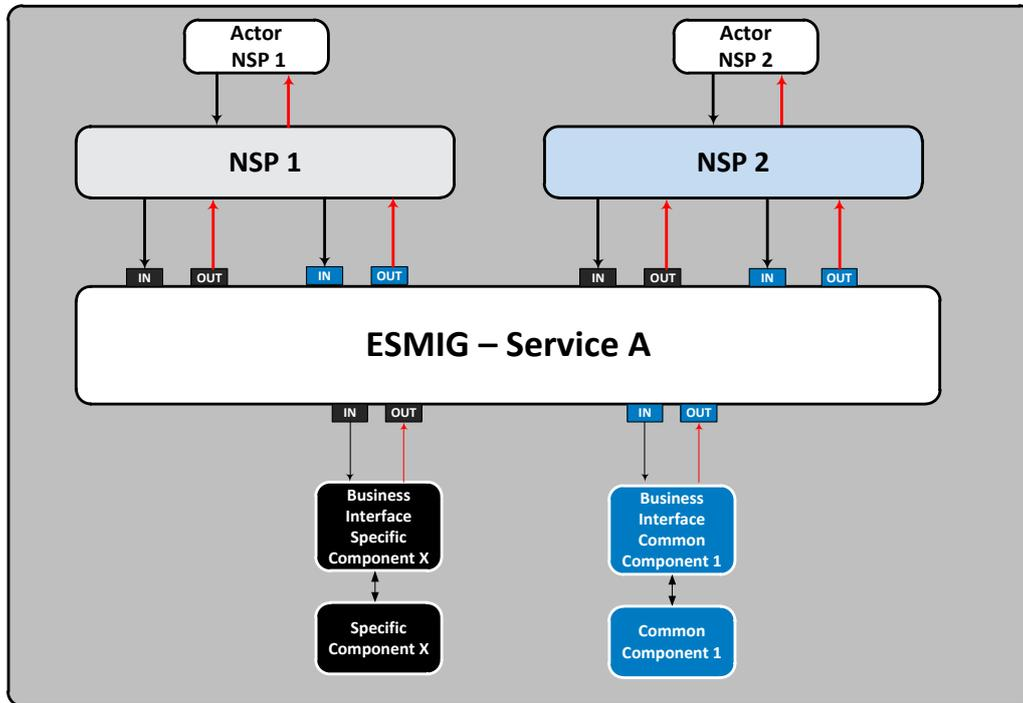 Actor
NSP 1
Actor
NSP 2
NSP 1
NSP 2
IN
OUT
IN
OUT
IN
OUT
IN
OUT
ESMIG – Service A
IN
OUT
IN
OUT
Business
Interface
Specific
Component X
Business
Interface
Common
Component 1
Specific
Component X
Common
Component 1